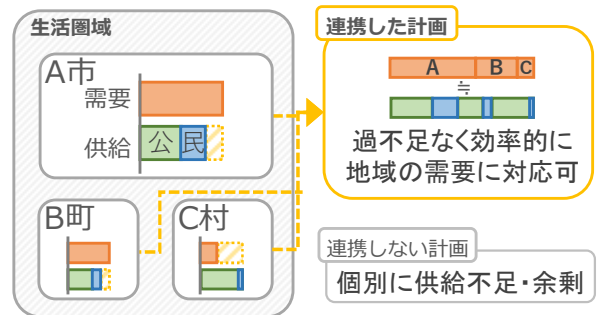 生活圏域
A市
需要
供給
公 民
B町
C村
連携した計画
A B C
≒
過不足なく効率的に
地域の需要に対応可
連携しない計画
個別に供給不足・余剰